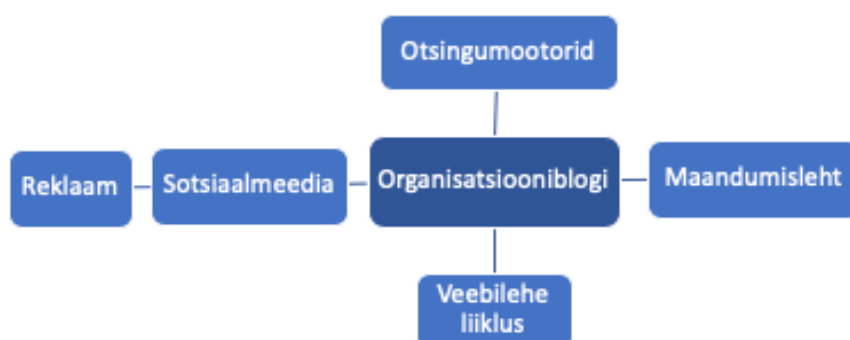 Otsingumootorid
Reklaam
Sotsiaalmeedia
Organisatsiooniblogi
Maandumisleht
Veebilehe
liiklus